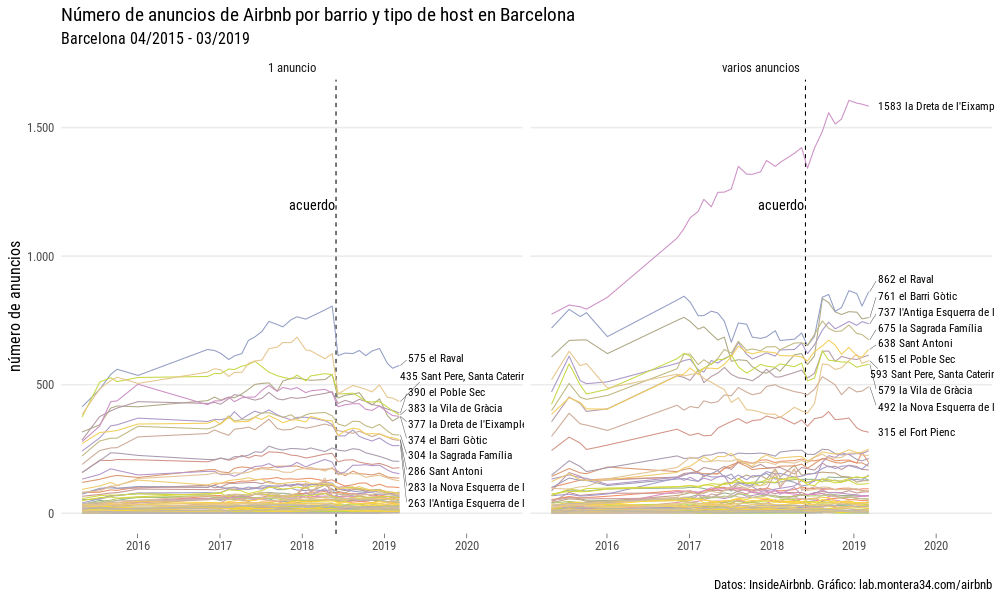 Número de anuncios de Airbnb por barrio y tipo de host en Barcelona
Barcelona 04/2015 - 03/2019
1 anuncio
varios anuncios
número de anuncios
1.500
1.000
500
0
acuerdo
575 el Raval
435 Sant Pere, Santa Caterir
390 el Poble Sec
383 la Vila de Gràcia
377 la Dreta de l'Eixample
374 el Barri Gòtic
304 la Sagrada Família
286 Sant Antoni
283 la Nova Esquerra de l
263 l'Antiga Esquerra de l
2016
2017
2018
2019
2020
acuerdo
1583 la Dreta de l'Eixamp
862 el Raval
761 el Barri Gòtic
737 l'Antiga Esquerra de l
675 la Sagrada Família
638 Sant Antoni
615 el Poble Sec
593 Sant Pere, Santa Caterir
579 la Vila de Gràcia
492 la Nova Esquerra de l
315 el Fort Pienc
2016
2017
2018
2019
2020
Datos: InsideAirbnb. Gráfico: lab.montera34.com/airbnb